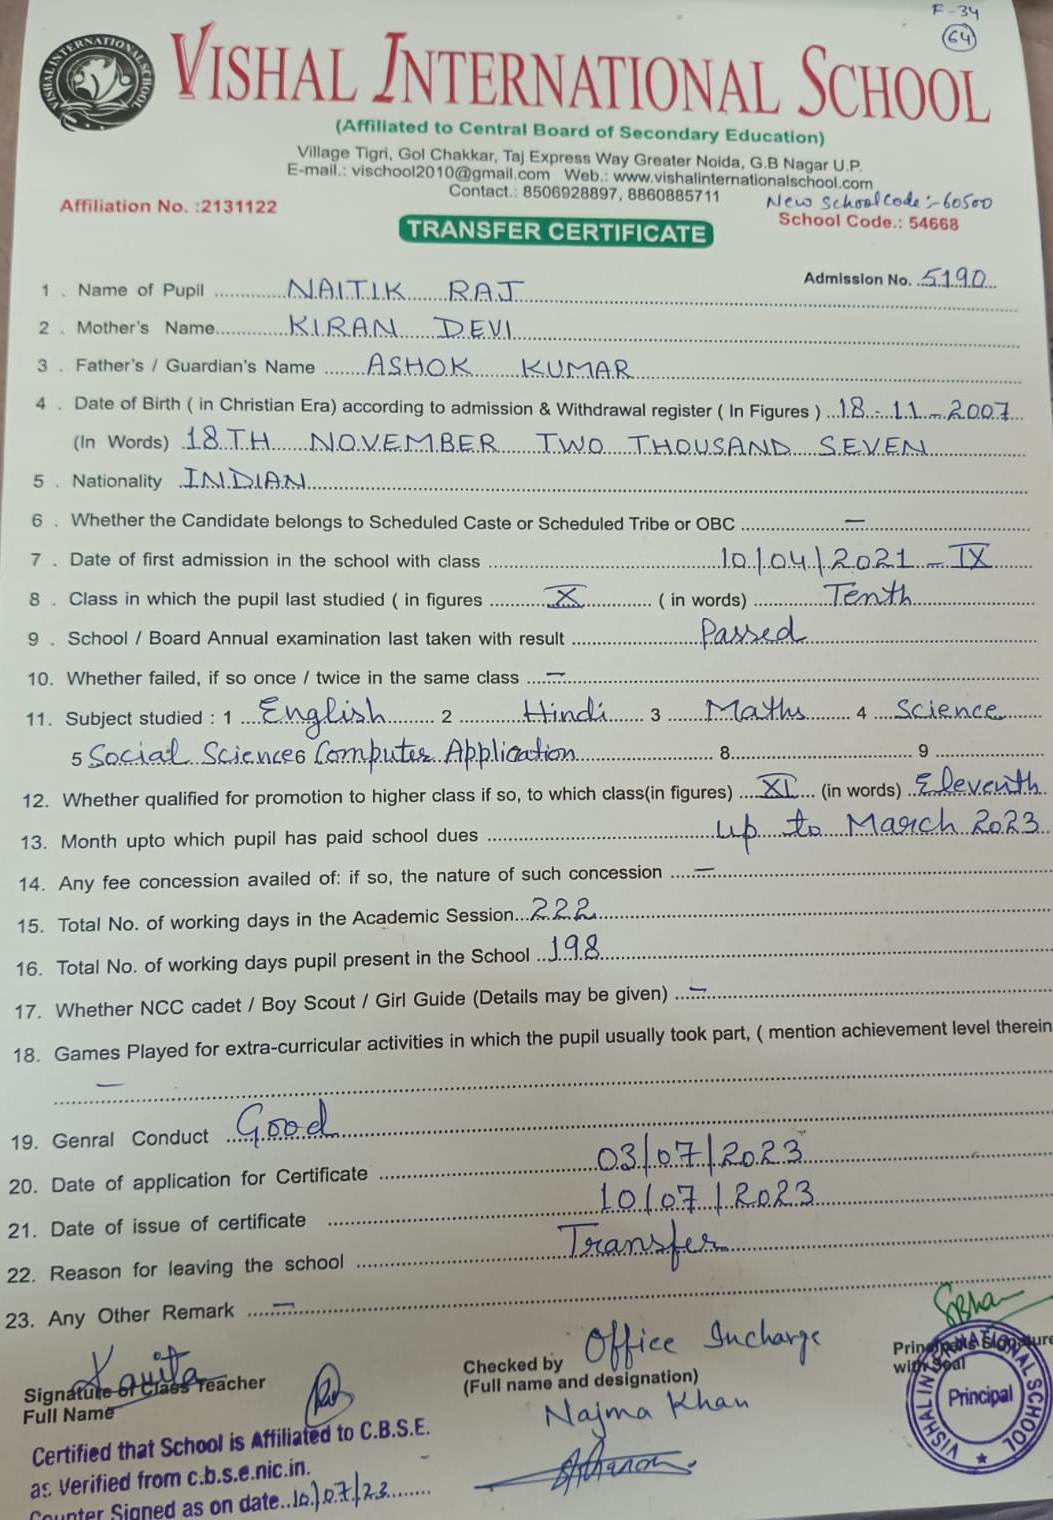 F-34
64
VISHAL INTERNATIONAL SCHOOL
VISHAL INTERNATIONAL SCHOOL
(Affiliated to Central Board of Secondary Education)
Village Tigri, Gol Chakkar, Taj Express Way Greater Noida, G.B Nagar U.P.
E-mail.: vischool2010@gmail.com Web.: www.vishalinternationalschool.com
Contact.: 8506928897, 8860885711
New School Code :- 60500
Affiliation No. :2131122
School Code.: 54668
TRANSFER CERTIFICATE
Admission No. 5190
1 . Name of Pupil NAITIK RAJ
2 . Mother's Name KIRAN DEVI
3 . Father's / Guardian's Name ASHOK KUMAR
4 . Date of Birth ( in Christian Era) according to admission & Withdrawal register ( In Figures ) 18-11-2007
(In Words) 18TH NOVEMBER TWO THOUSAND SEVEN
5 . Nationality INDIAN
6 . Whether the Candidate belongs to Scheduled Caste or Scheduled Tribe or OBC —
7 . Date of first admission in the school with class 10/04/2021 - IX
8 . Class in which the pupil last studied ( in figures X ( in words) Tenth
9 . School / Board Annual examination last taken with result Passed
10. Whether failed, if so once / twice in the same class —
11. Subject studied : 1 English 2 Hindi 3 Maths 4 Science
5 Social Science 6 Computer Application 8 9
12. Whether qualified for promotion to higher class if so, to which class(in figures) XI (in words) Eleventh
13. Month upto which pupil has paid school dues up to March 2023
14. Any fee concession availed of: if so, the nature of such concession —
15. Total No. of working days in the Academic Session 222
16. Total No. of working days pupil present in the School 198
17. Whether NCC cadet / Boy Scout / Girl Guide (Details may be given) —
18. Games Played for extra-curricular activities in which the pupil usually took part, ( mention achievement level therein
—
19. Genral Conduct Good
20. Date of application for Certificate 03/07/2023
21. Date of issue of certificate 10/07/2023
22. Reason for leaving the school Transfer
23. Any Other Remark —
Kavita
Signature of Class Teacher
Full Name
Checked by Office Incharge
(Full name and designation)
Najma Khan
Principal's Signature
with Seal
VISHAL INTERNATIONAL SCHOOL
Principal
Certified that School is Affiliated to C.B.S.E.
as Verified from c.b.s.e.nic.in.
Counter Signed as on date 10/07/23